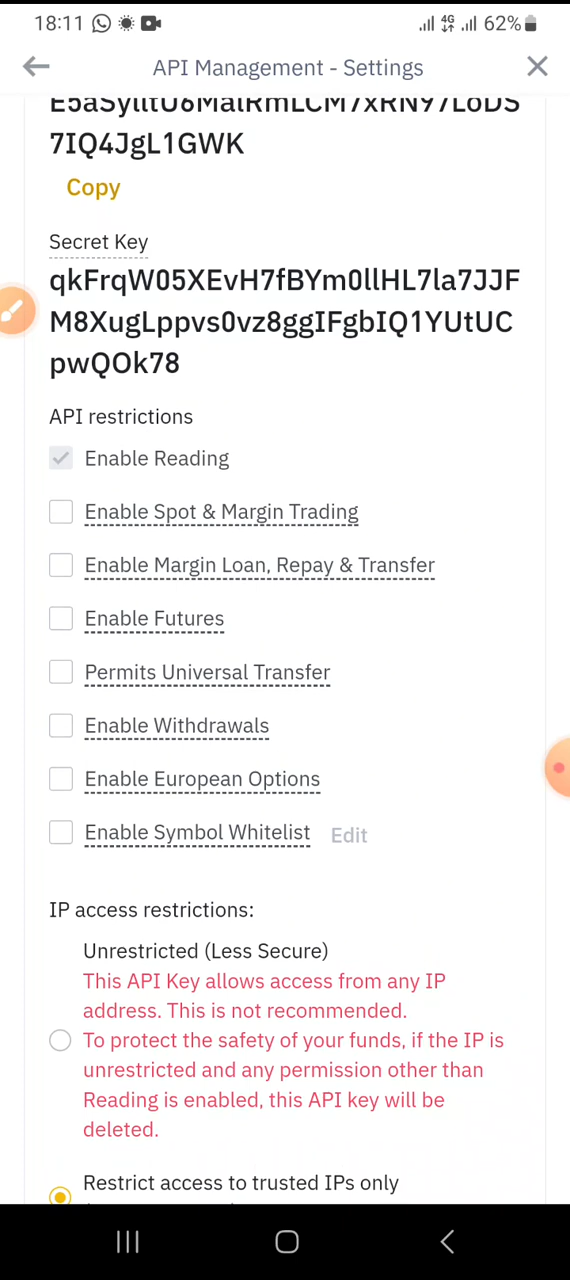 18:11 4G 62%
API Management - Settings
7IQ4JgL1GWK
Copy
Secret Key
qkFrqW05XEvH7fBYm0llHL7la7JJF
M8XugLppvs0vz8ggIFgbIQ1YUtUC
pwQOk78
API restrictions
Enable Reading
Enable Spot & Margin Trading
Enable Margin Loan, Repay & Transfer
Enable Futures
Permits Universal Transfer
Enable Withdrawals
Enable European Options
Enable Symbol Whitelist Edit
IP access restrictions:
Unrestricted (Less Secure)
This API Key allows access from any IP
address. This is not recommended.
To protect the safety of your funds, if the IP is
unrestricted and any permission other than
Reading is enabled, this API key will be
deleted.
Restrict access to trusted IPs only